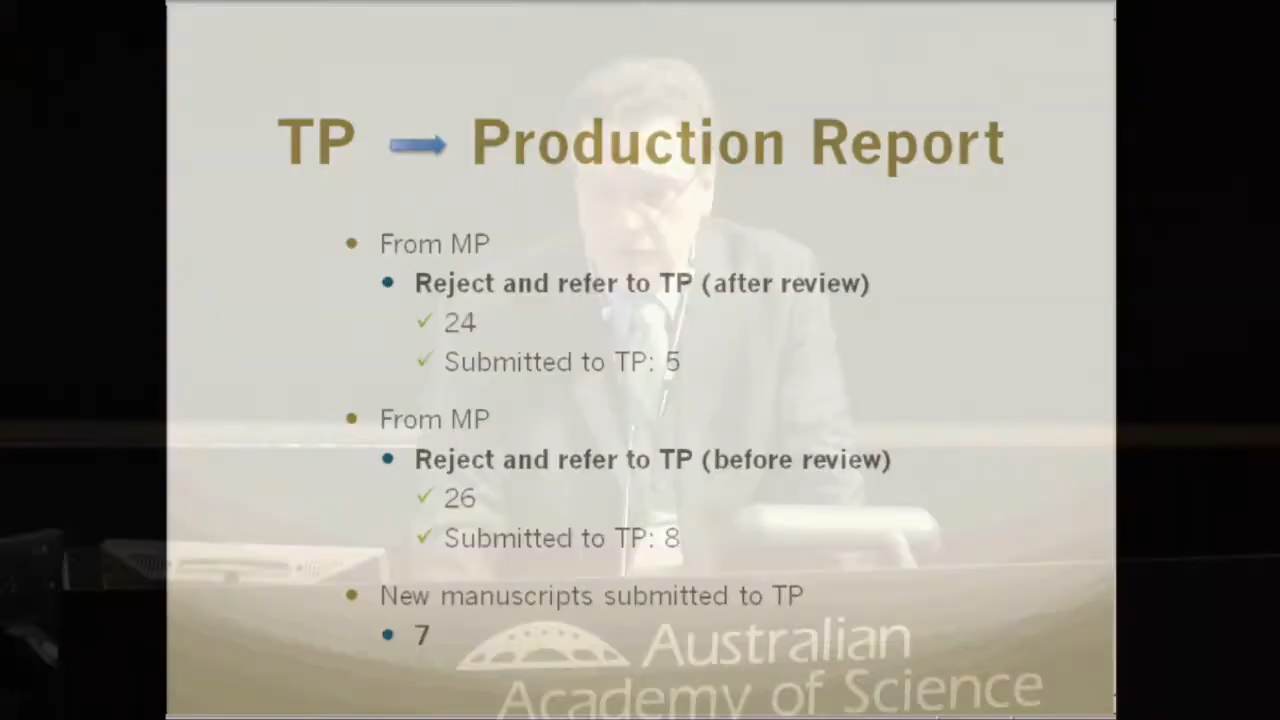 TP Production Report
From MP
Reject and refer to TP (after review)
24
Submitted to TP: 5
From MP
Reject and refer to TP (before review)
26
Submitted to TP: 8
New manuscripts submitted to TP
7
Australian
Academy of Science